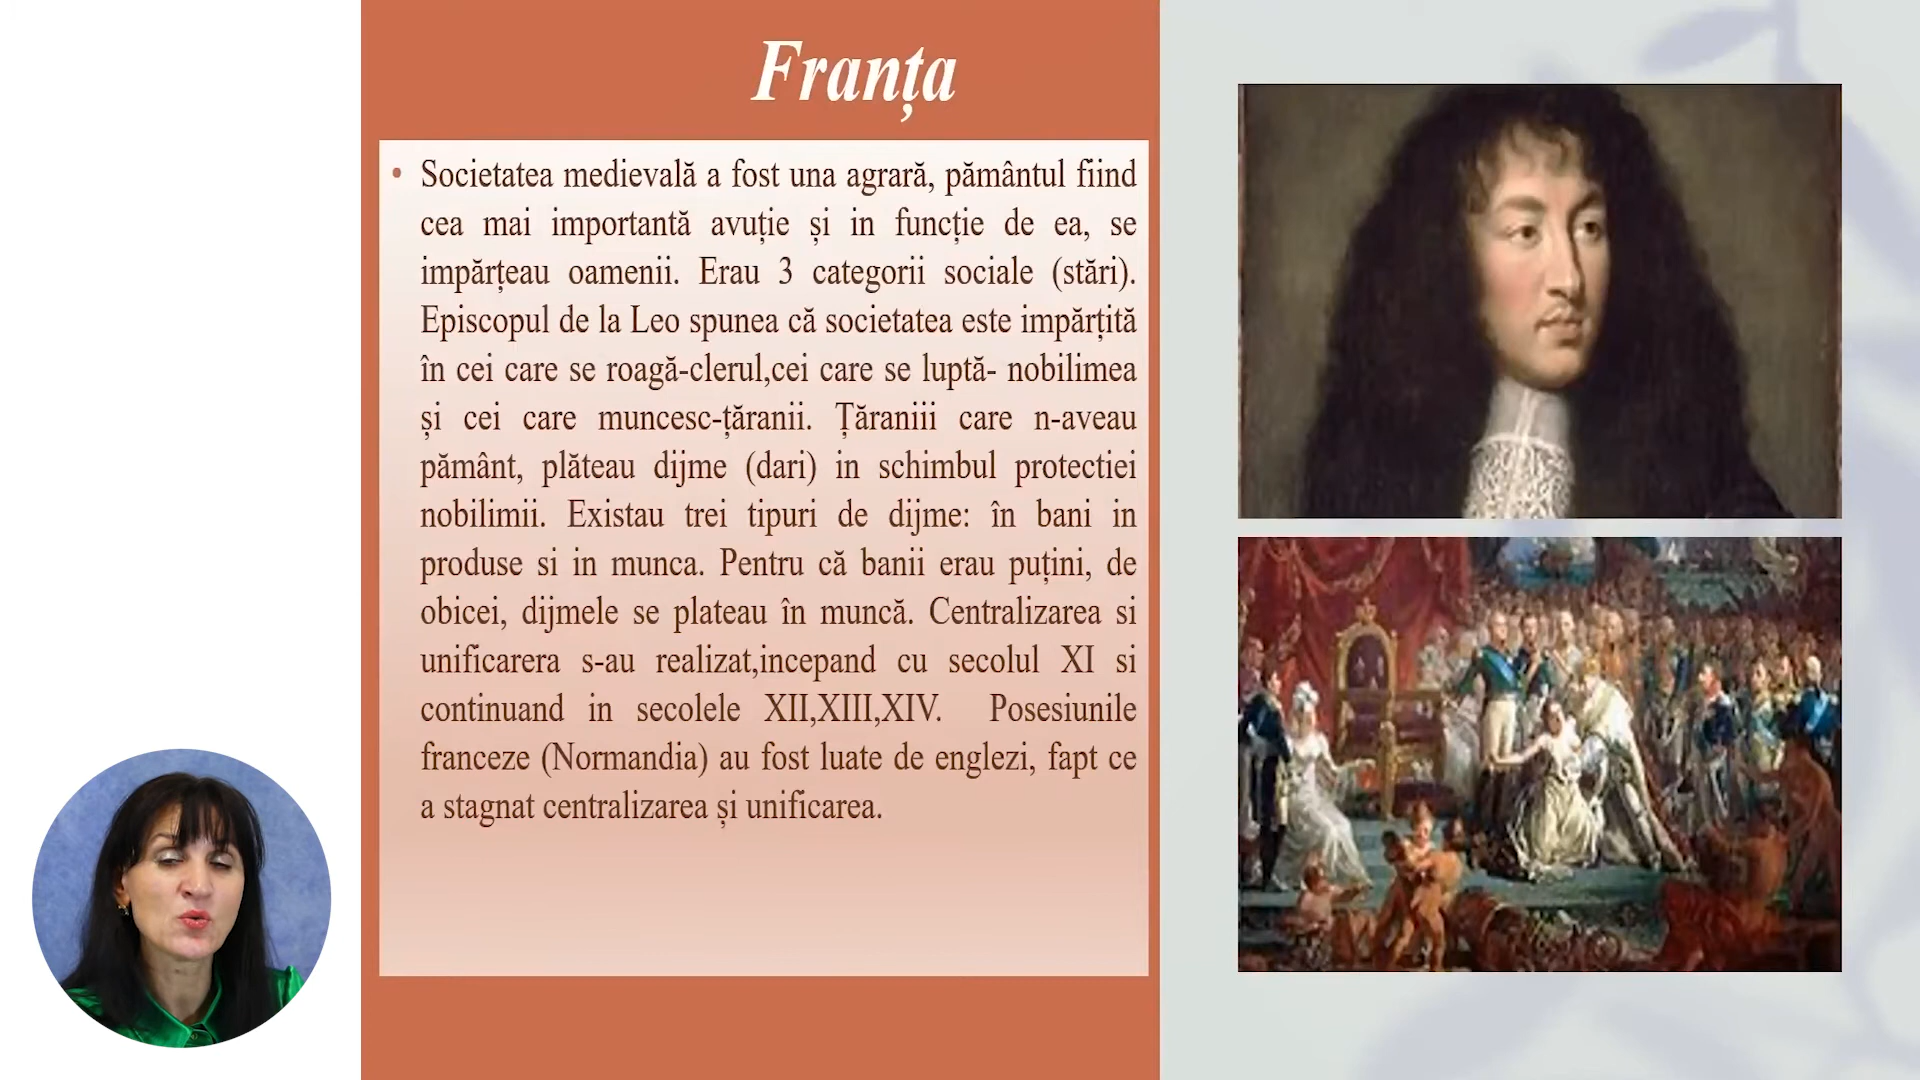 Franța
• Societatea medievală a fost una agrară, pământul fiind
cea mai importantă avuție și in funcție de ea, se
impărțeau oamenii. Erau 3 categorii sociale (stări).
Episcopul de la Leo spunea că societatea este impărțită
în cei care se roagă-clerul,cei care se luptă- nobilimea
și cei care muncesc-țăranii. Țăraniii care n-aveau
pământ, plăteau dijme (dari) in schimbul protectiei
nobilimii. Existau trei tipuri de dijme: în bani in
produse si in munca. Pentru că banii erau puțini, de
obicei, dijmele se plateau în muncă. Centralizarea si
unificarera s-au realizat,incepand cu secolul XI si
continuand in secolele XII,XIII,XIV. Posesiunile
franceze (Normandia) au fost luate de englezi, fapt ce
a stagnat centralizarea și unificarea.